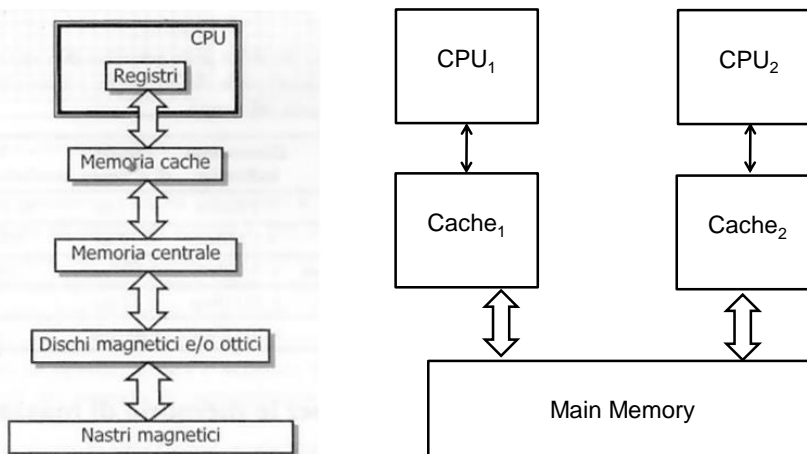 CPU
Registri
Memoria cache
Memoria centrale
Dischi magnetici e/o ottici
Nastri magnetici
CPU₁
CPU₂
Cache₁
Cache₂
Main Memory